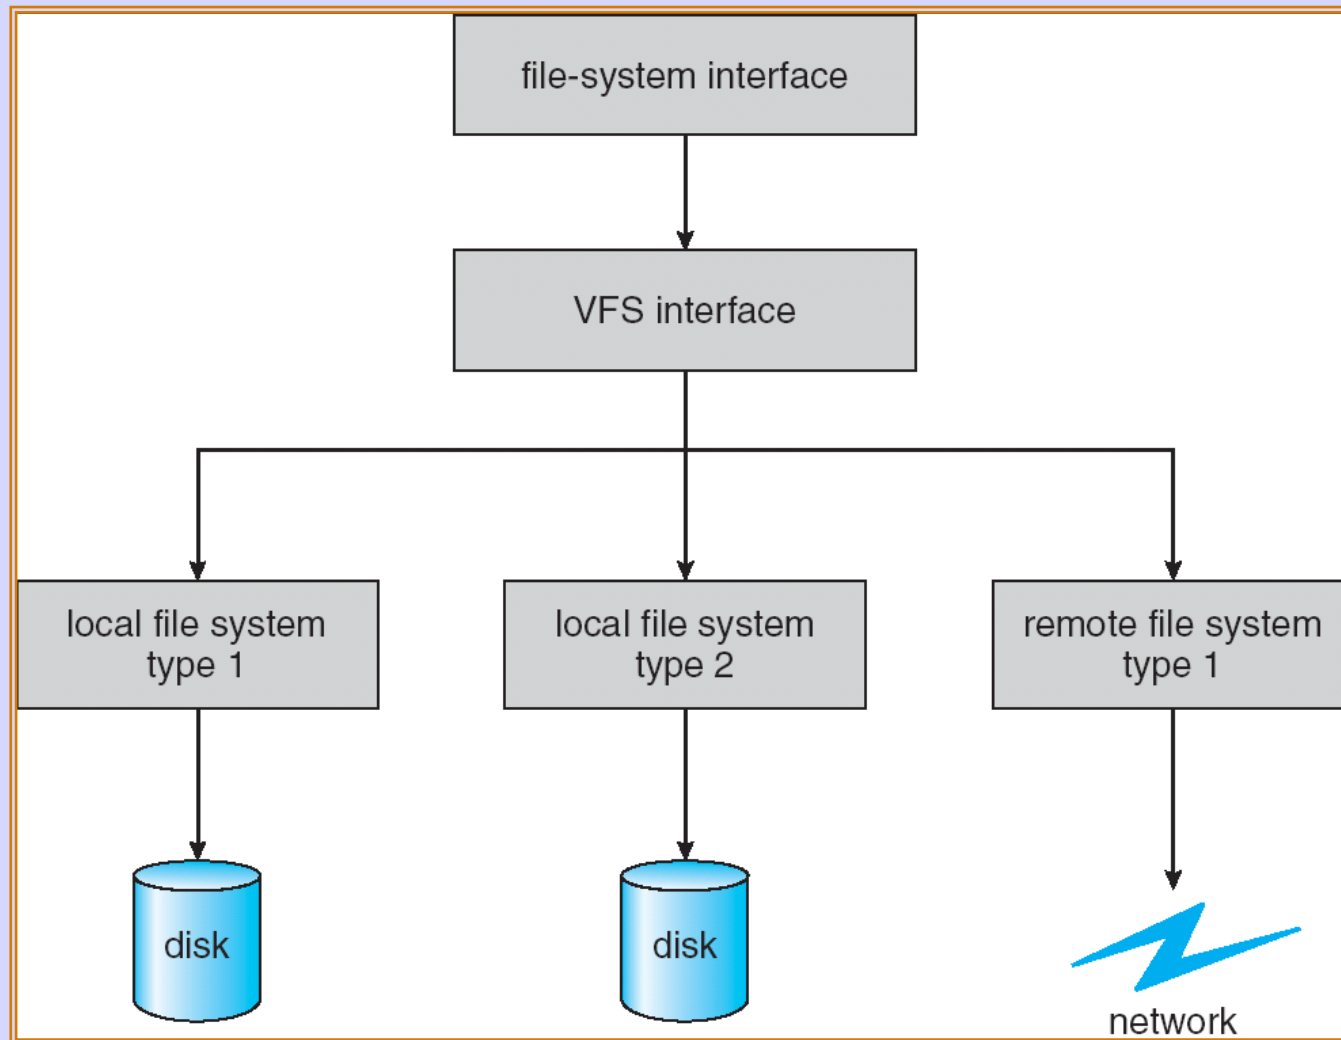 file-system interface
VFS interface
local file system
type 1
local file system
type 2
remote file system
type 1
disk
disk
network